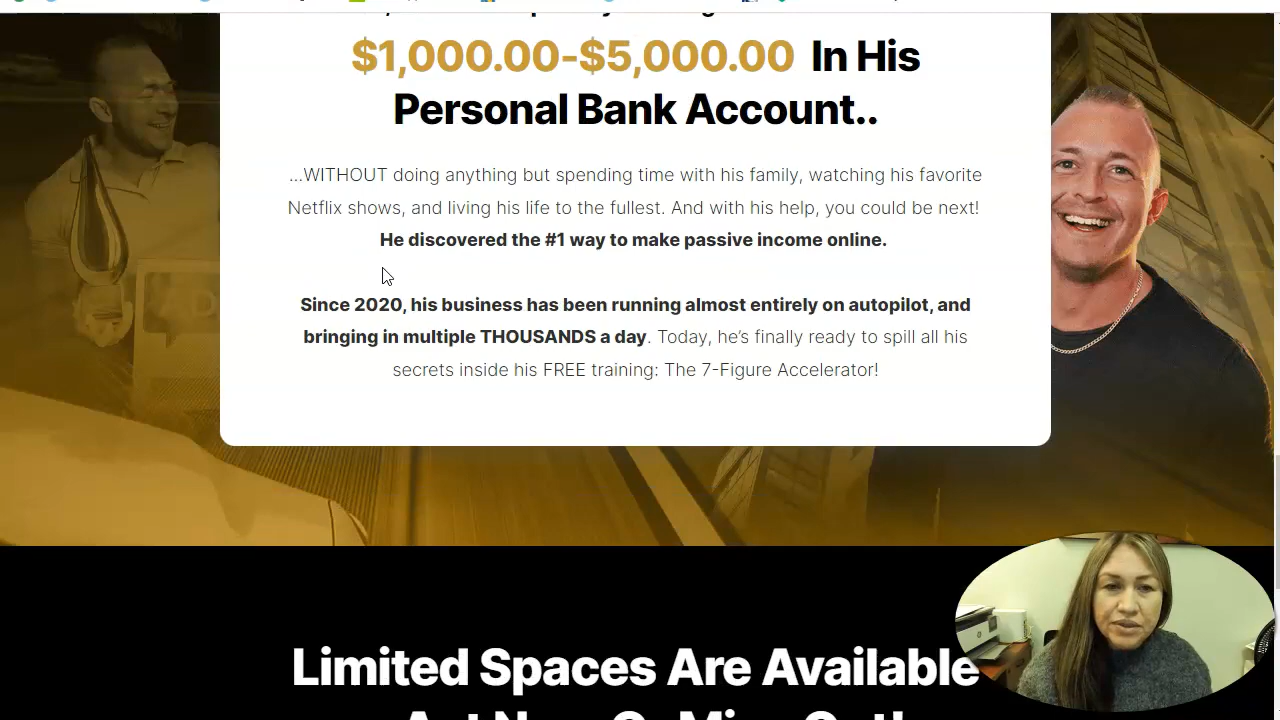 $1,000.00-$5,000.00 In His
Personal Bank Account..
...WITHOUT doing anything but spending time with his family, watching his favorite
Netflix shows, and living his life to the fullest. And with his help, you could be next!
He discovered the #1 way to make passive income online.
Since 2020, his business has been running almost entirely on autopilot, and
bringing in multiple THOUSANDS a day. Today, he’s finally ready to spill all his
secrets inside his FREE training: The 7-Figure Accelerator!
Limited Spaces Are Available